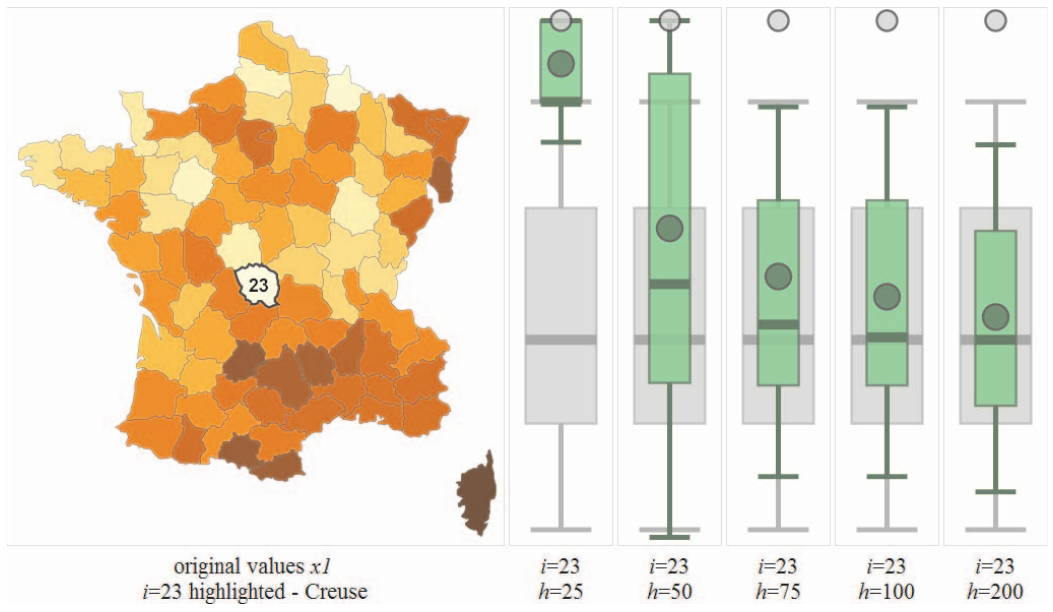 23
original values x1
i=23 highlighted - Creuse
i=23
h=25
i=23
h=50
i=23
h=75
i=23
h=100
i=23
h=200